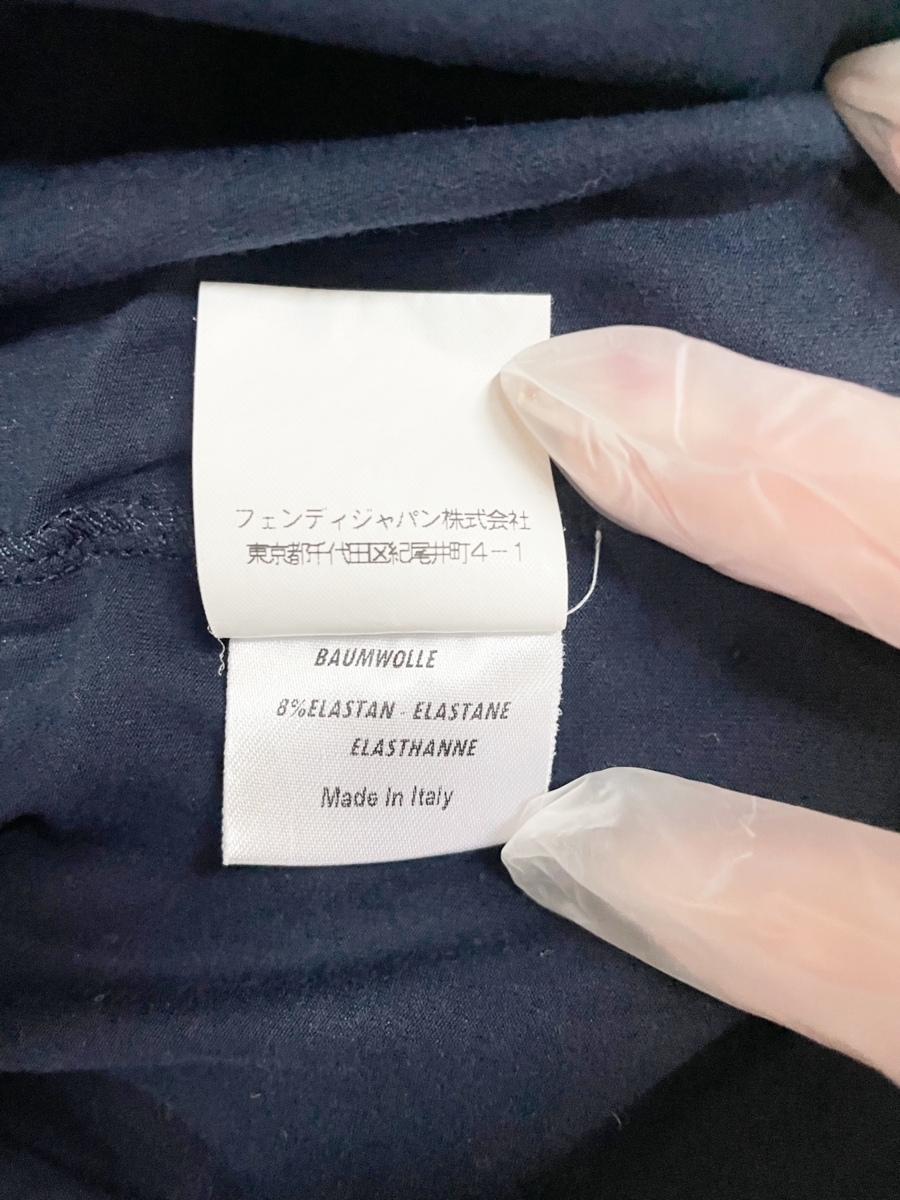 フェンディジャパン株式会社
東京都千代田区紀尾井町4-1
BAUMWOLLE
8%ELASTAN - ELASTANE
ELASTHANNE
Made In Italy